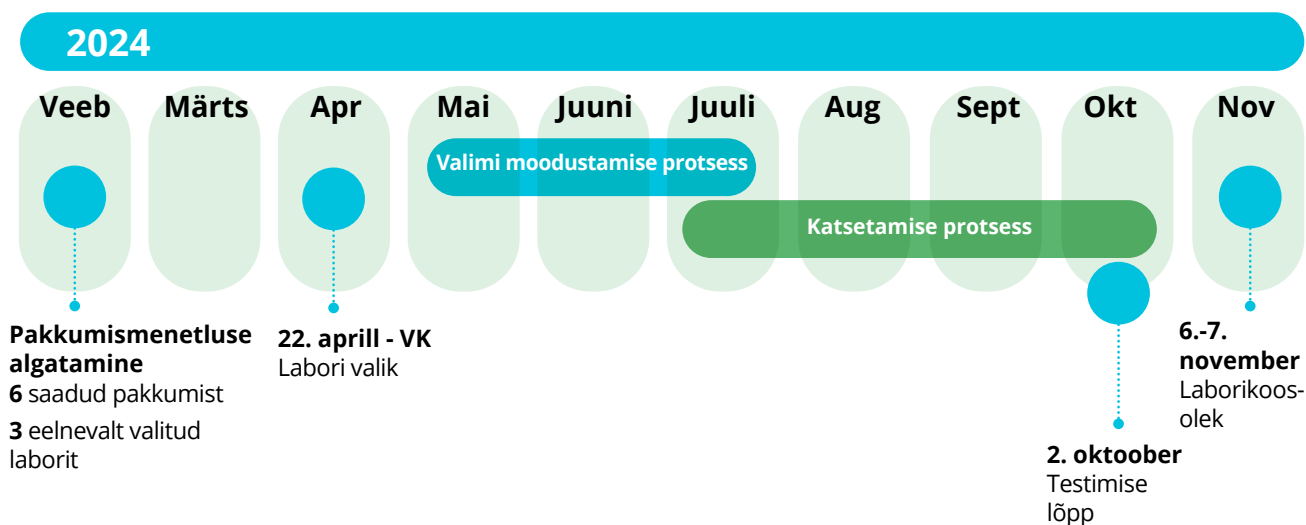 2024
Veeb
Märts
Apr
Mai
Juuni
Juuli
Aug
Sept
Okt
Nov
Valimi moodustamise protsess
Katsetamise protsess
Pakkumismenetluse
algatamine
6 saadud pakkumist
3 eelnevalt valitud
laborit
22. aprill - VK
Labori valik
2. oktoober
Testimise
lõpp
6.-7.
november
Laborikoos-
olek